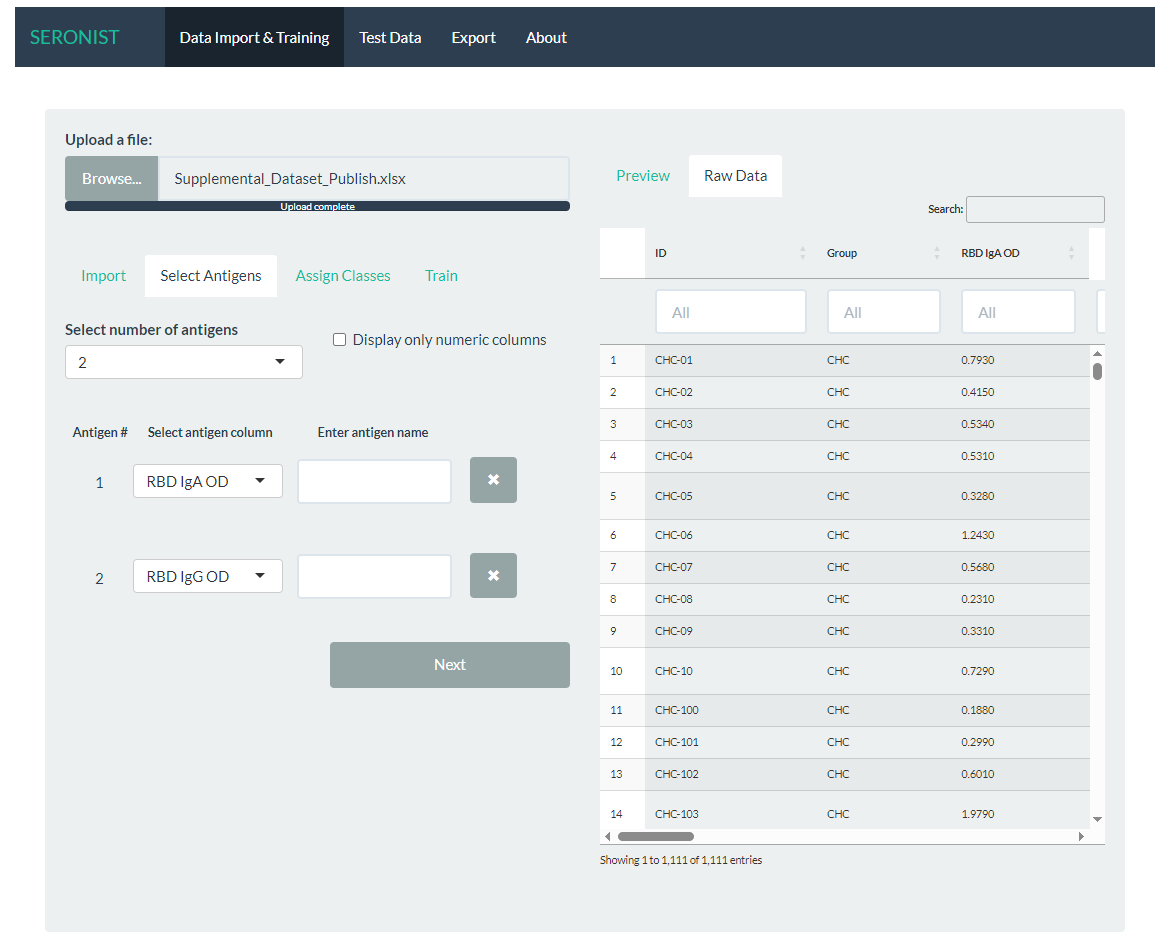 SERONIST Data Import & Training Test Data Export About
Upload a file:
Browse... Supplemental_Dataset_Publish.xlsx
Upload complete
Import Select Antigens Assign Classes Train
Select number of antigens
2
Display only numeric columns
Antigen # Select antigen column Enter antigen name
1 RBD IgA OD
2 RBD IgG OD
Next
Preview Raw Data
Search:
ID Group RBD IgA OD
All All All
1 CHC-01 CHC 0.7930
2 CHC-02 CHC 0.4150
3 CHC-03 CHC 0.5340
4 CHC-04 CHC 0.5310
5 CHC-05 CHC 0.3280
6 CHC-06 CHC 1.2430
7 CHC-07 CHC 0.5680
8 CHC-08 CHC 0.2310
9 CHC-09 CHC 0.3310
10 CHC-10 CHC 0.7290
11 CHC-100 CHC 0.1880
12 CHC-101 CHC 0.2990
13 CHC-102 CHC 0.6010
14 CHC-103 CHC 1.9790
Showing 1 to 1,111 of 1,111 entries